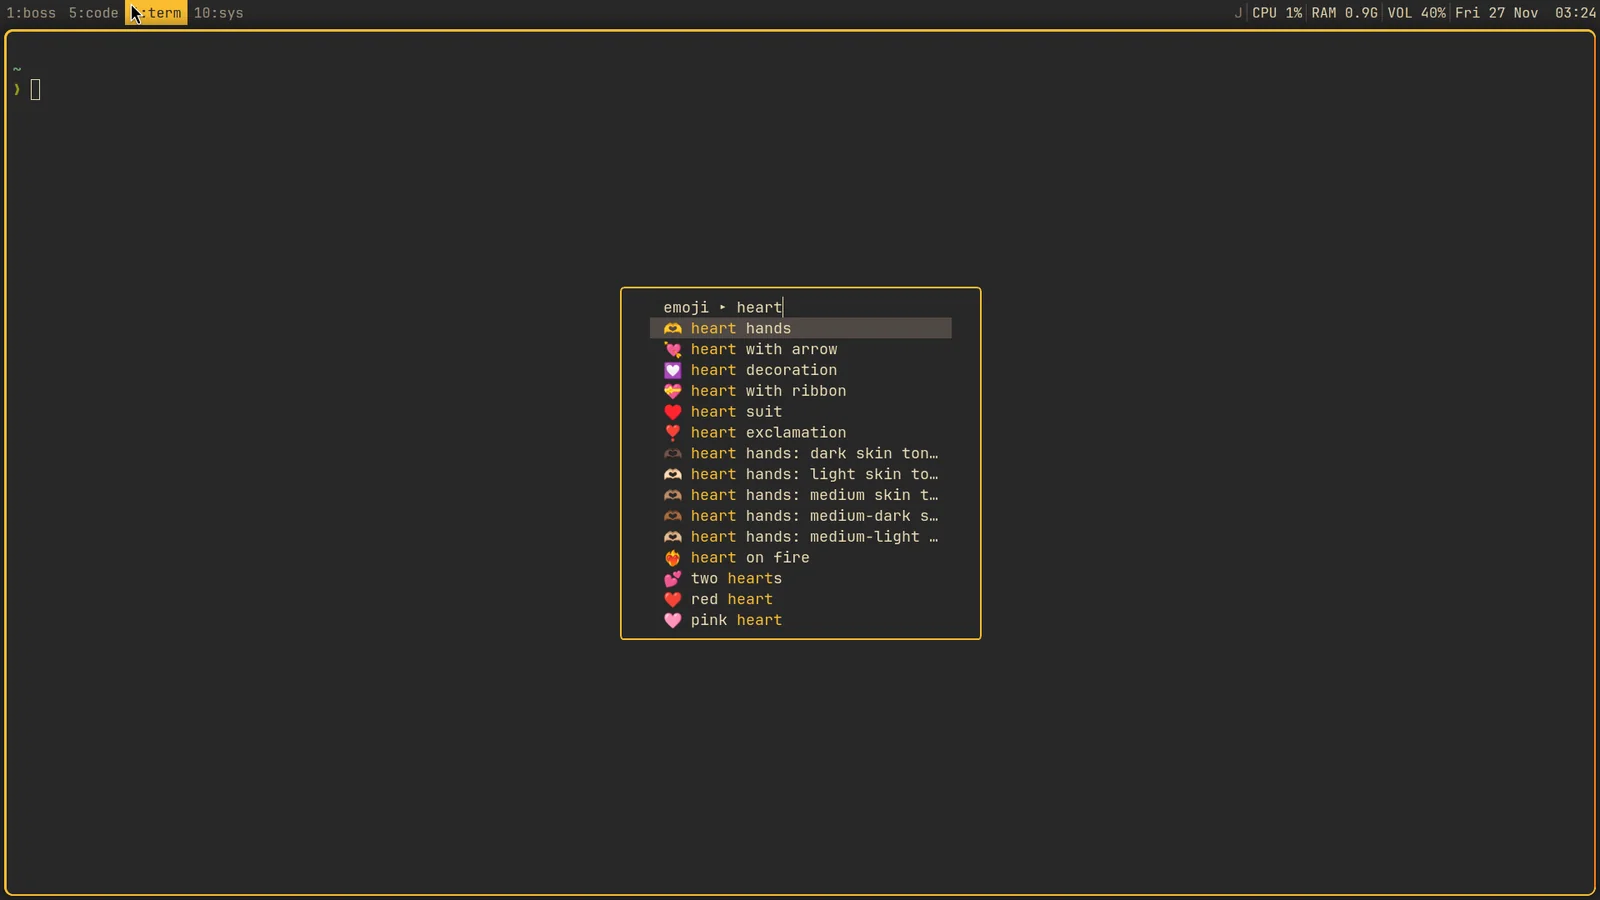 1:boss 5:code :term 10:sys J CPU 1% RAM 0.9G VOL 40% Fri 27 Nov 03:24
~
❯
emoji ‣ heart
🫶 heart hands
💘 heart with arrow
💟 heart decoration
💝 heart with ribbon
♥️ heart suit
❣️ heart exclamation
🫶🏿 heart hands: dark skin ton…
🫶🏻 heart hands: light skin to…
🫶🏽 heart hands: medium skin t…
🫶🏾 heart hands: medium-dark s…
🫶🏼 heart hands: medium-light …
❤️‍🔥 heart on fire
💕 two hearts
❤️ red heart
🩷 pink heart